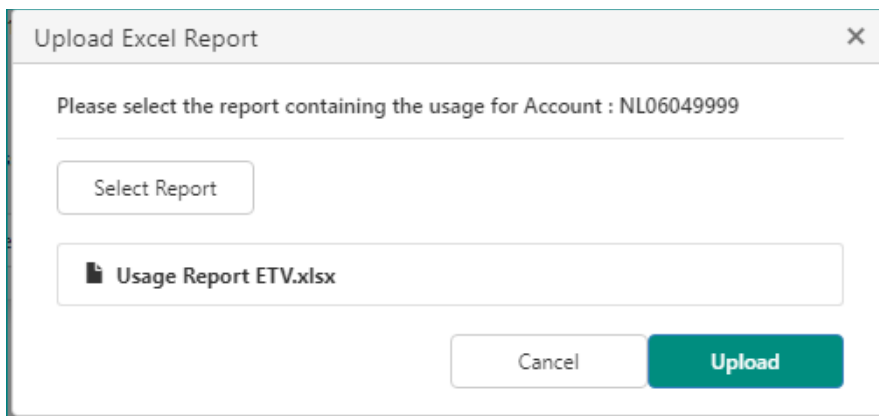 Upload Excel Report
Please select the report containing the usage for Account : NL06049999
Select Report
Usage Report ETV.xlsx
Cancel
Upload